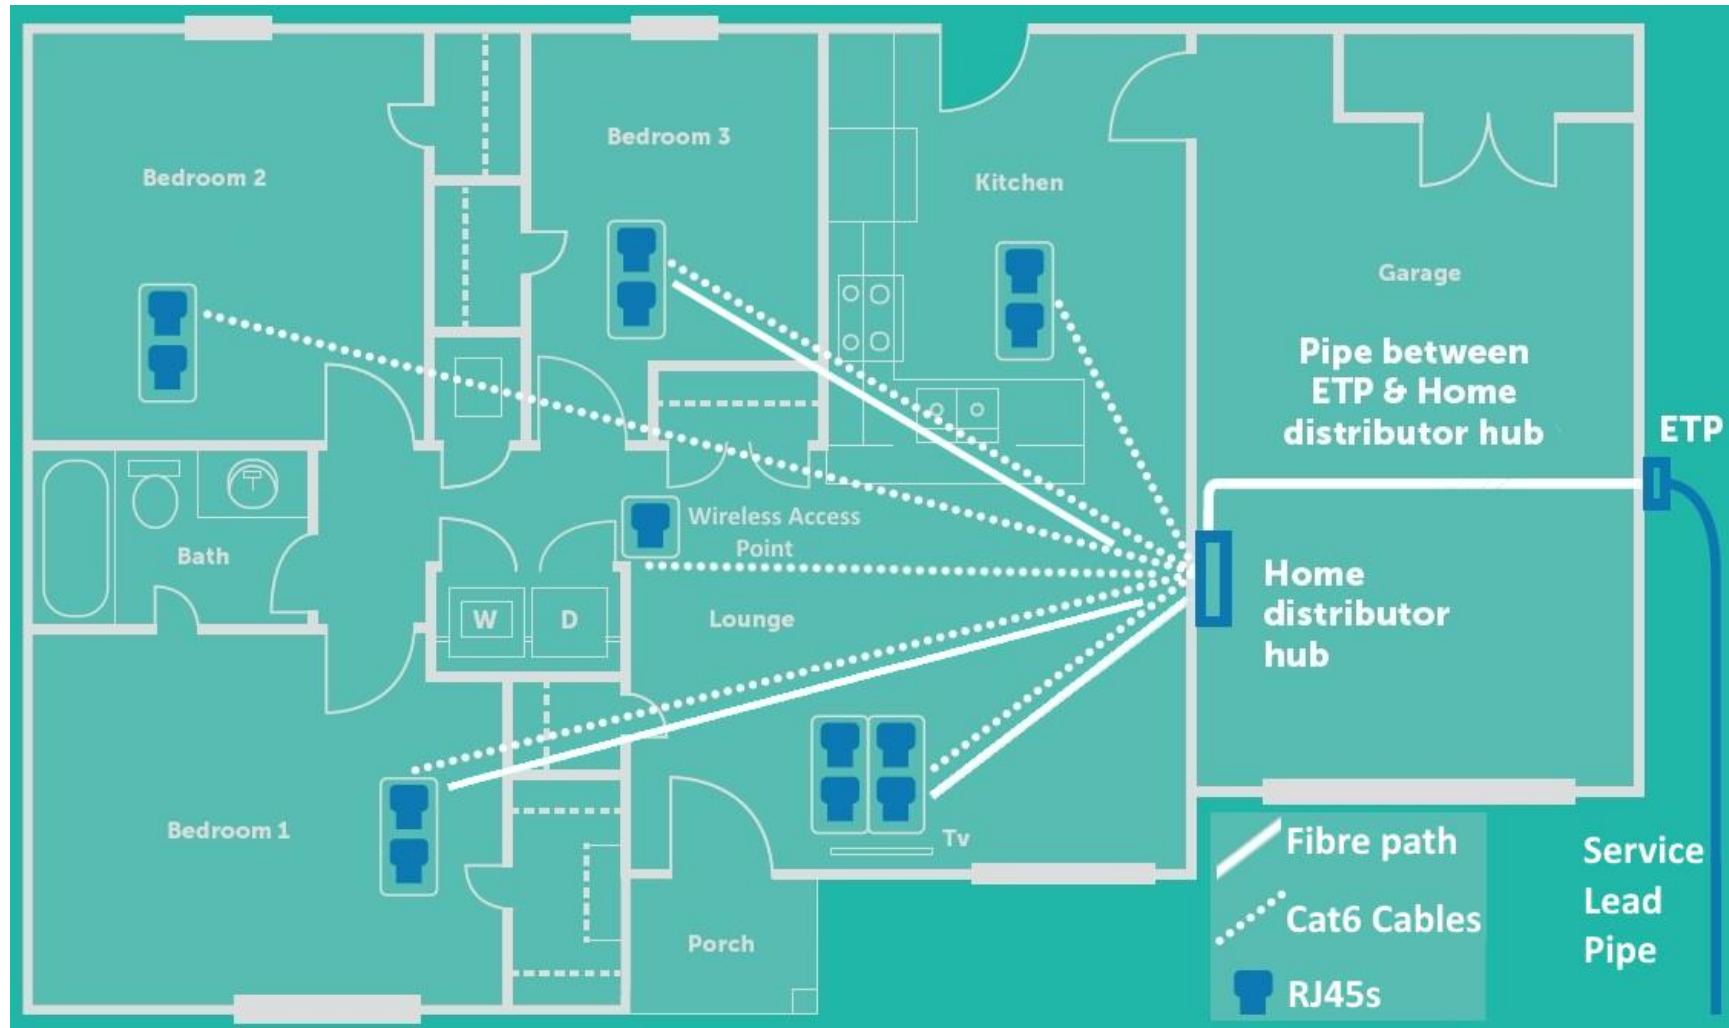 Bedroom 3
Bedroom 2
Kitchen
Garage
Pipe between
ETP & Home
distributor hub
ETP
Wireless Access
Point
Bath
Home
distributor
hub
W
D
Lounge
Bedroom 1
Tv
Fibre path
Service
Lead
Pipe
Cat6 Cables
Porch
RJ45s